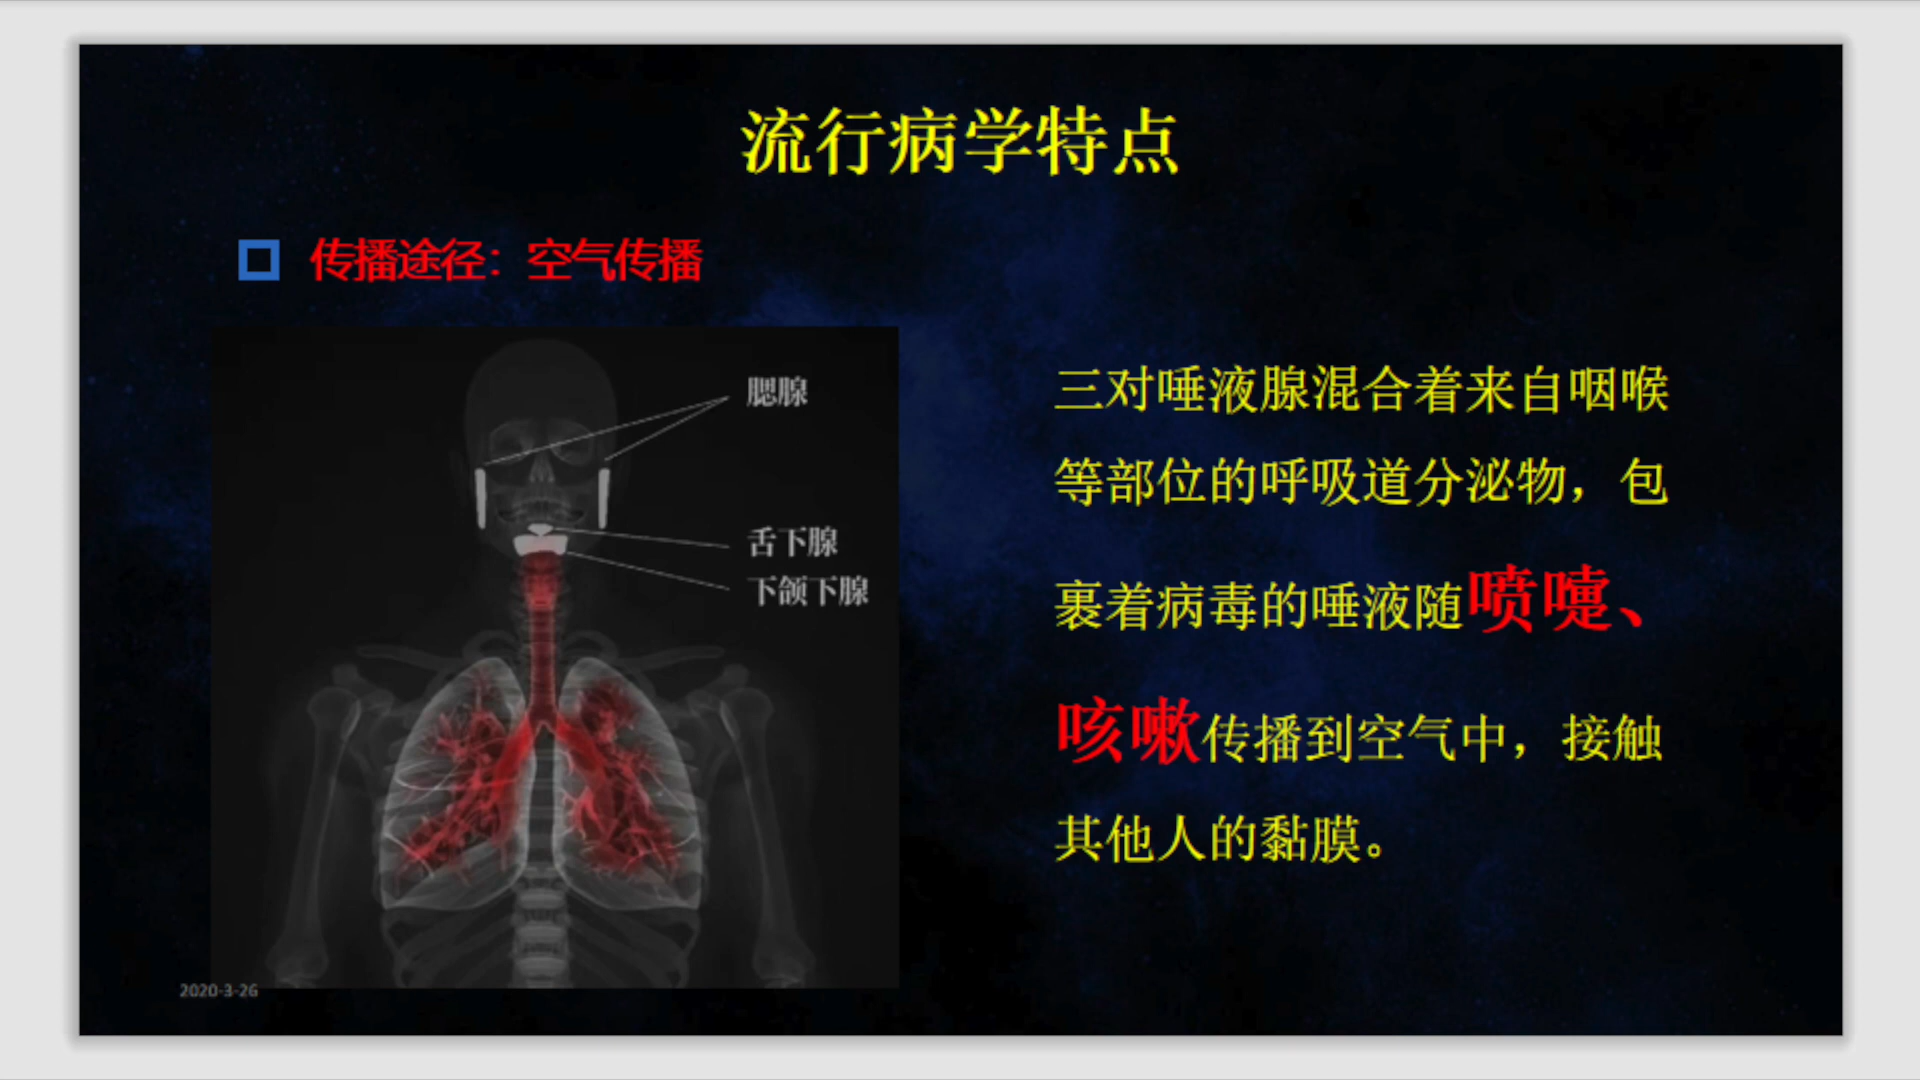 流行病学特点
传播途径：空气传播
腮腺
舌下腺
下颌下腺
三对唾液腺混合着来自咽喉
等部位的呼吸道分泌物，包
裹着病毒的唾液随喷嚏、
咳嗽传播到空气中，接触
其他人的黏膜。
2020-3-26